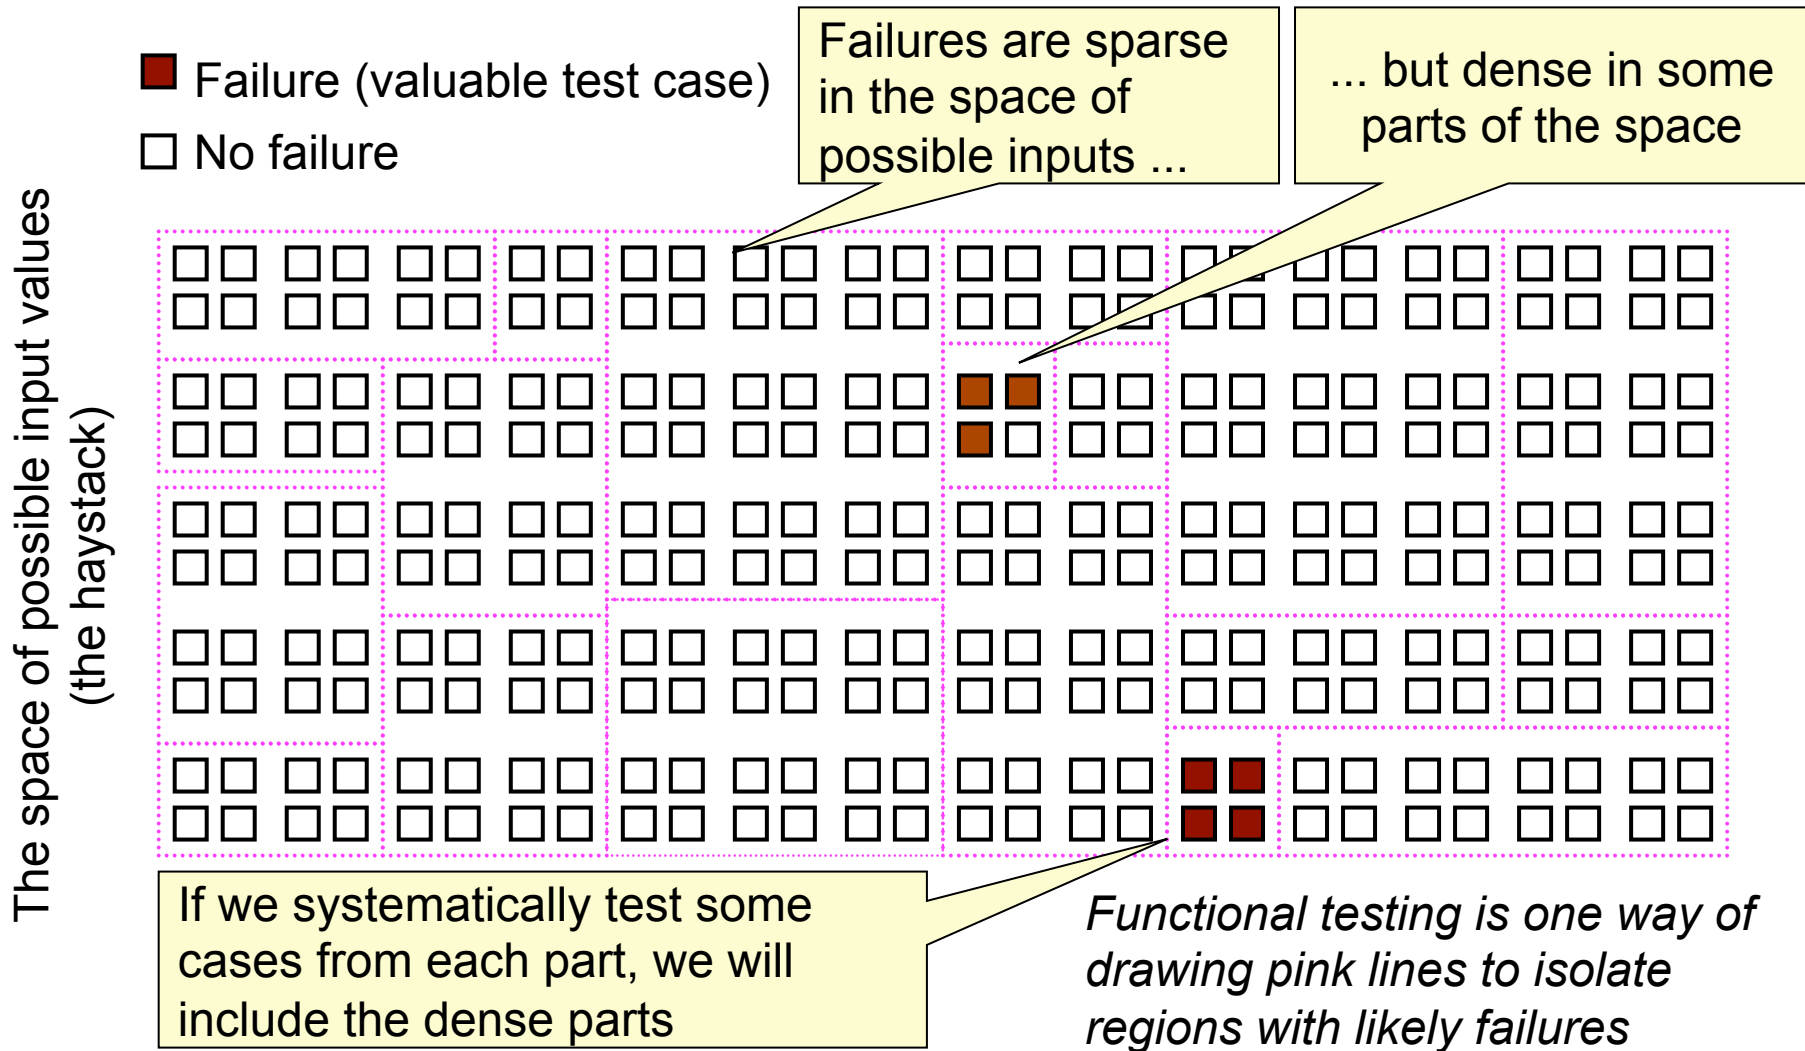 Failure (valuable test case)
No failure
Failures are sparse
in the space of
possible inputs ...
... but dense in some
parts of the space
The space of possible input values
(the haystack)
If we systematically test some
cases from each part, we will
include the dense parts
Functional testing is one way of
drawing pink lines to isolate
regions with likely failures